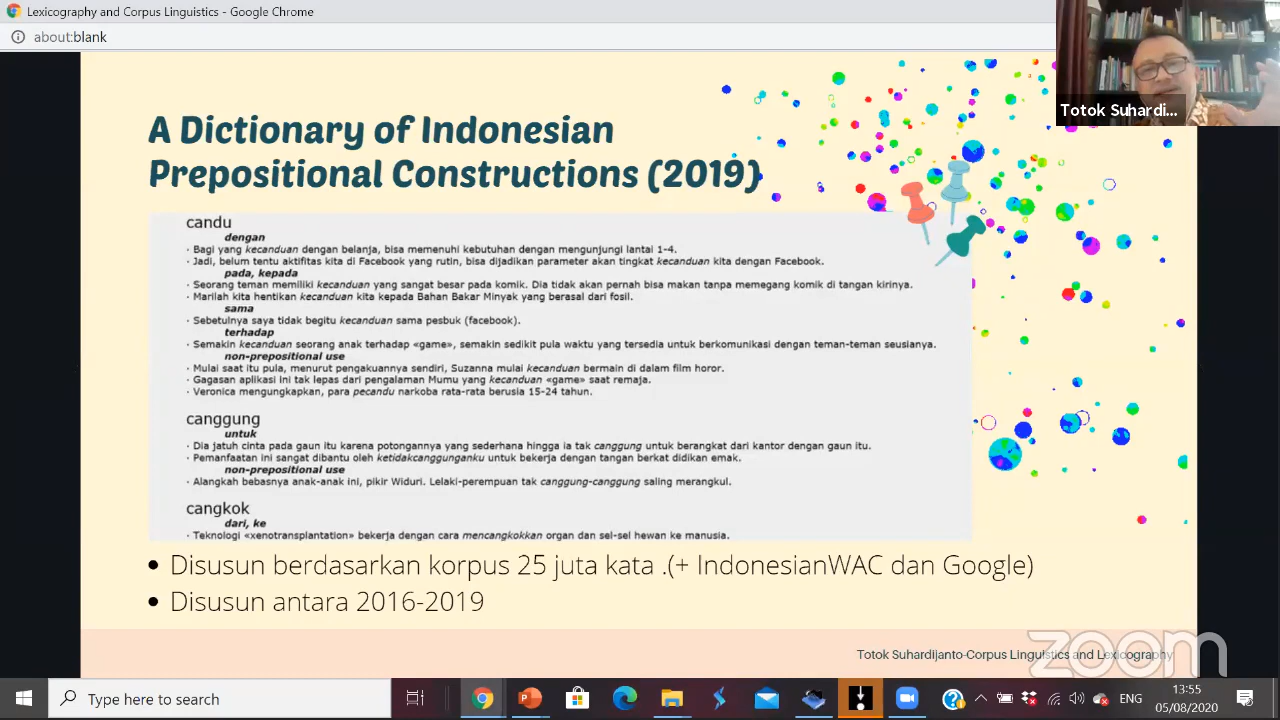 Lexicography and Corpus Linguistics - Google Chrome
about:blank
Totok Suhardi...
A Dictionary of Indonesian
Prepositional Constructions (2019)
candu
dengan
· Bagi yang kecanduan dengan belanja, bisa memenuhi kebutuhan dengan mengunjungi lantai 1-4.
· Jadi, belum tentu aktifitas kita di Facebook yang rutin, bisa dijadikan parameter akan tingkat kecanduan kita dengan Facebook.
pada, kepada
· Seorang teman memiliki kecanduan yang sangat besar pada komik. Dia tidak akan pernah bisa makan tanpa memegang komik di tangan kirinya.
· Marilah kita hentikan kecanduan kita kepada Bahan Bakar Minyak yang berasal dari fosil.
sama
· Sebetulnya saya tidak begitu kecanduan sama pesbuk (facebook).
terhadap
· Semakin kecanduan seorang anak terhadap «game», semakin sedikit pula waktu yang tersedia untuk berkomunikasi dengan teman-teman seusianya.
non-prepositional use
· Mulai saat itu pula, menurut pengakuannya sendiri, Suzanna mulai kecanduan bermain di dalam film horor.
· Gagasan aplikasi ini tak lepas dari pengalaman Mumu yang kecanduan «game» saat remaja.
· Veronica mengungkapkan, para pecandu narkoba rata-rata berusia 15-24 tahun.
canggung
untuk
· Dia jatuh cinta pada gaun itu karena potongannya yang sederhana hingga ia tak canggung untuk berangkat dari kantor dengan gaun itu.
· Pemanfaatan ini sangat dibantu oleh ketidakcanggunganku untuk bekerja dengan tangan berkat didikan emak.
non-prepositional use
· Alangkah bebasnya anak-anak ini, pikir Widuri. Lelaki-perempuan tak canggung-canggung saling merangkul.
cangkok
dari, ke
· Teknologi «xenotransplantation» bekerja dengan cara mencangkokkan organ dan sel-sel hewan ke manusia.
• Disusun berdasarkan korpus 25 juta kata .(+ IndonesianWAC dan Google)
• Disusun antara 2016-2019
Totok Suhardijanto-Corpus Linguistics and Lexicography
zoom
Type here to search
ENG
13:55
05/08/2020